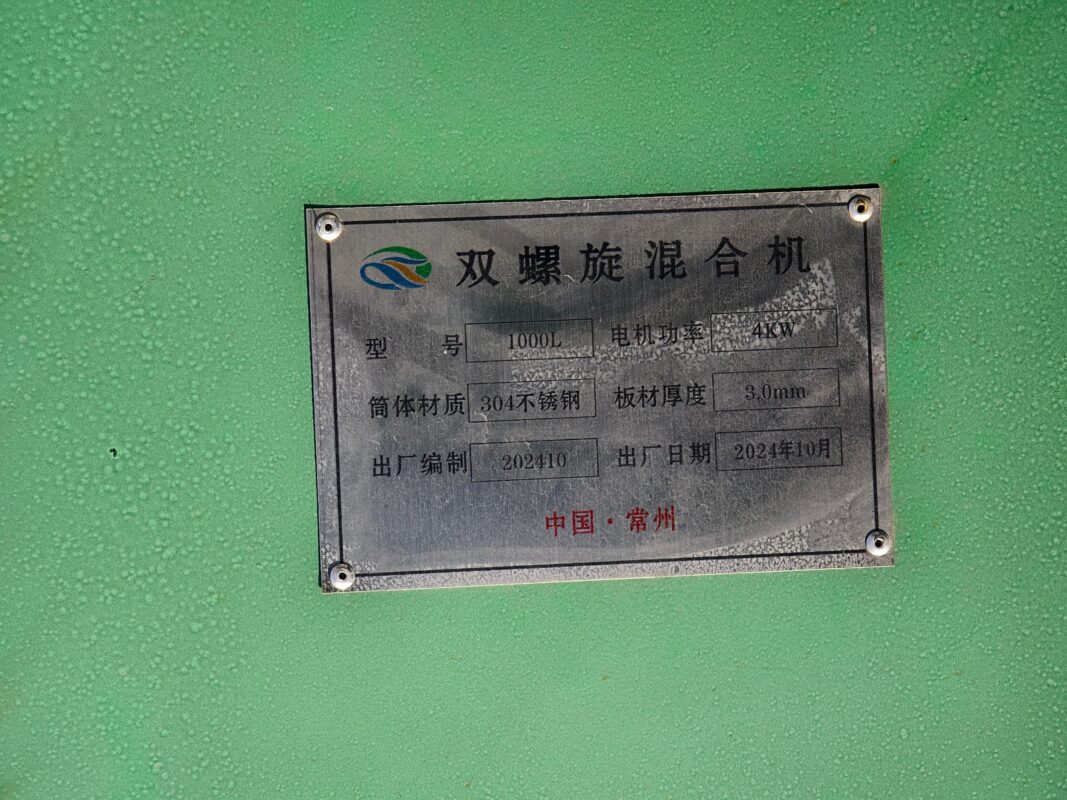 双螺旋混合机
型 号 1000L 电机功率 4KW
筒体材质 304不锈钢 板材厚度 3.0mm
出厂编制 202410 出厂日期 2024年10月
中国·常州